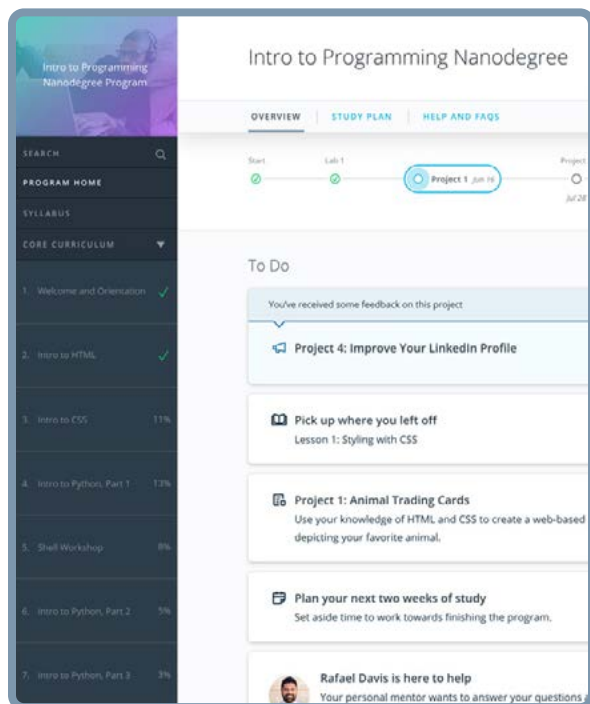 Intro to Programming
Nanodegree Program
SEARCH
PROGRAM HOME
SYLLABUS
CORE CURRICULUM
1. Welcome and Orientation
2. Intro to HTML
3. Intro to CSS 11%
4. Intro to Python, Part 1 13%
5. Shell Workshop 8%
6. Intro to Python, Part 2 5%
7. Intro to Python, Part 3 3%
Intro to Programming Nanodegree
OVERVIEW STUDY PLAN HELP AND FAQS
Start Lab 1 Project
Project 1 Jun 16
Jul 28
To Do
You've received some feedback on this project
Project 4: Improve Your LinkedIn Profile
Pick up where you left off
Lesson 1: Styling with CSS
Project 1: Animal Trading Cards
Use your knowledge of HTML and CSS to create a web-based
depicting your favorite animal.
Plan your next two weeks of study
Set aside time to work towards finishing the program.
Rafael Davis is here to help
Your personal mentor wants to answer your questions a